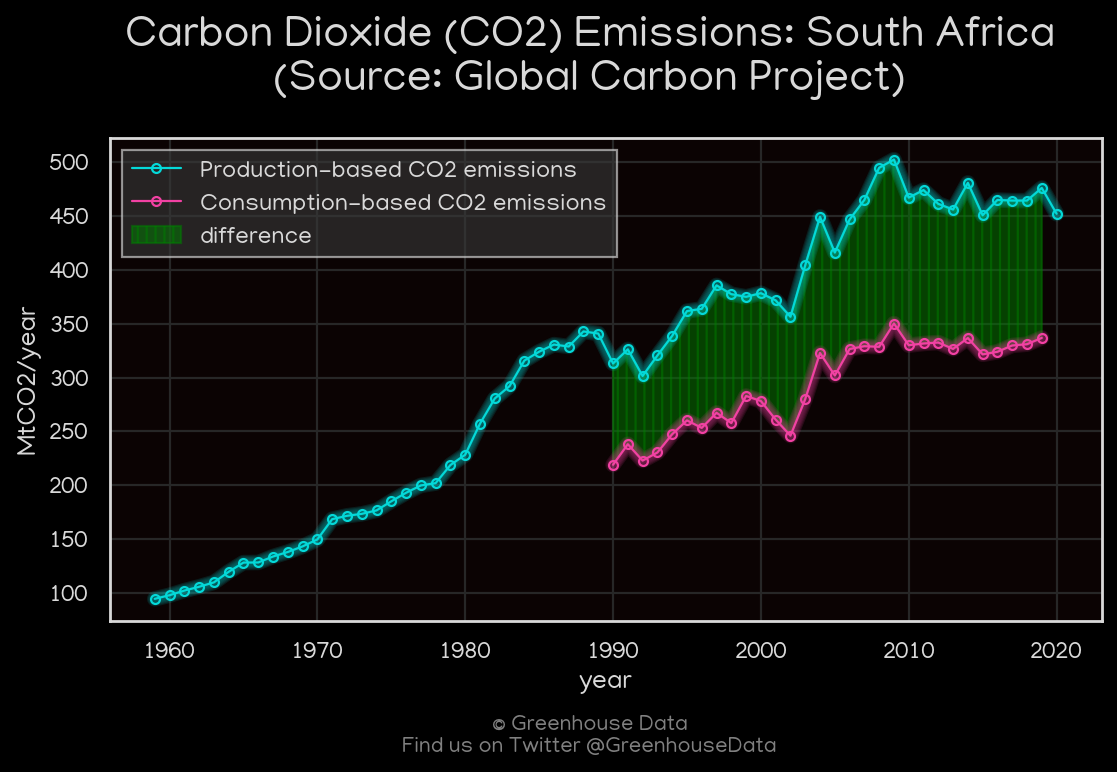 Carbon Dioxide (CO2) Emissions: South Africa
(Source: Global Carbon Project)
500
450
400
350
300
250
200
150
100
MtCO2/year
Production-based CO2 emissions
Consumption-based CO2 emissions
difference
1960 1970 1980 1990 2000 2010 2020
year
© Greenhouse Data
Find us on Twitter @GreenhouseData